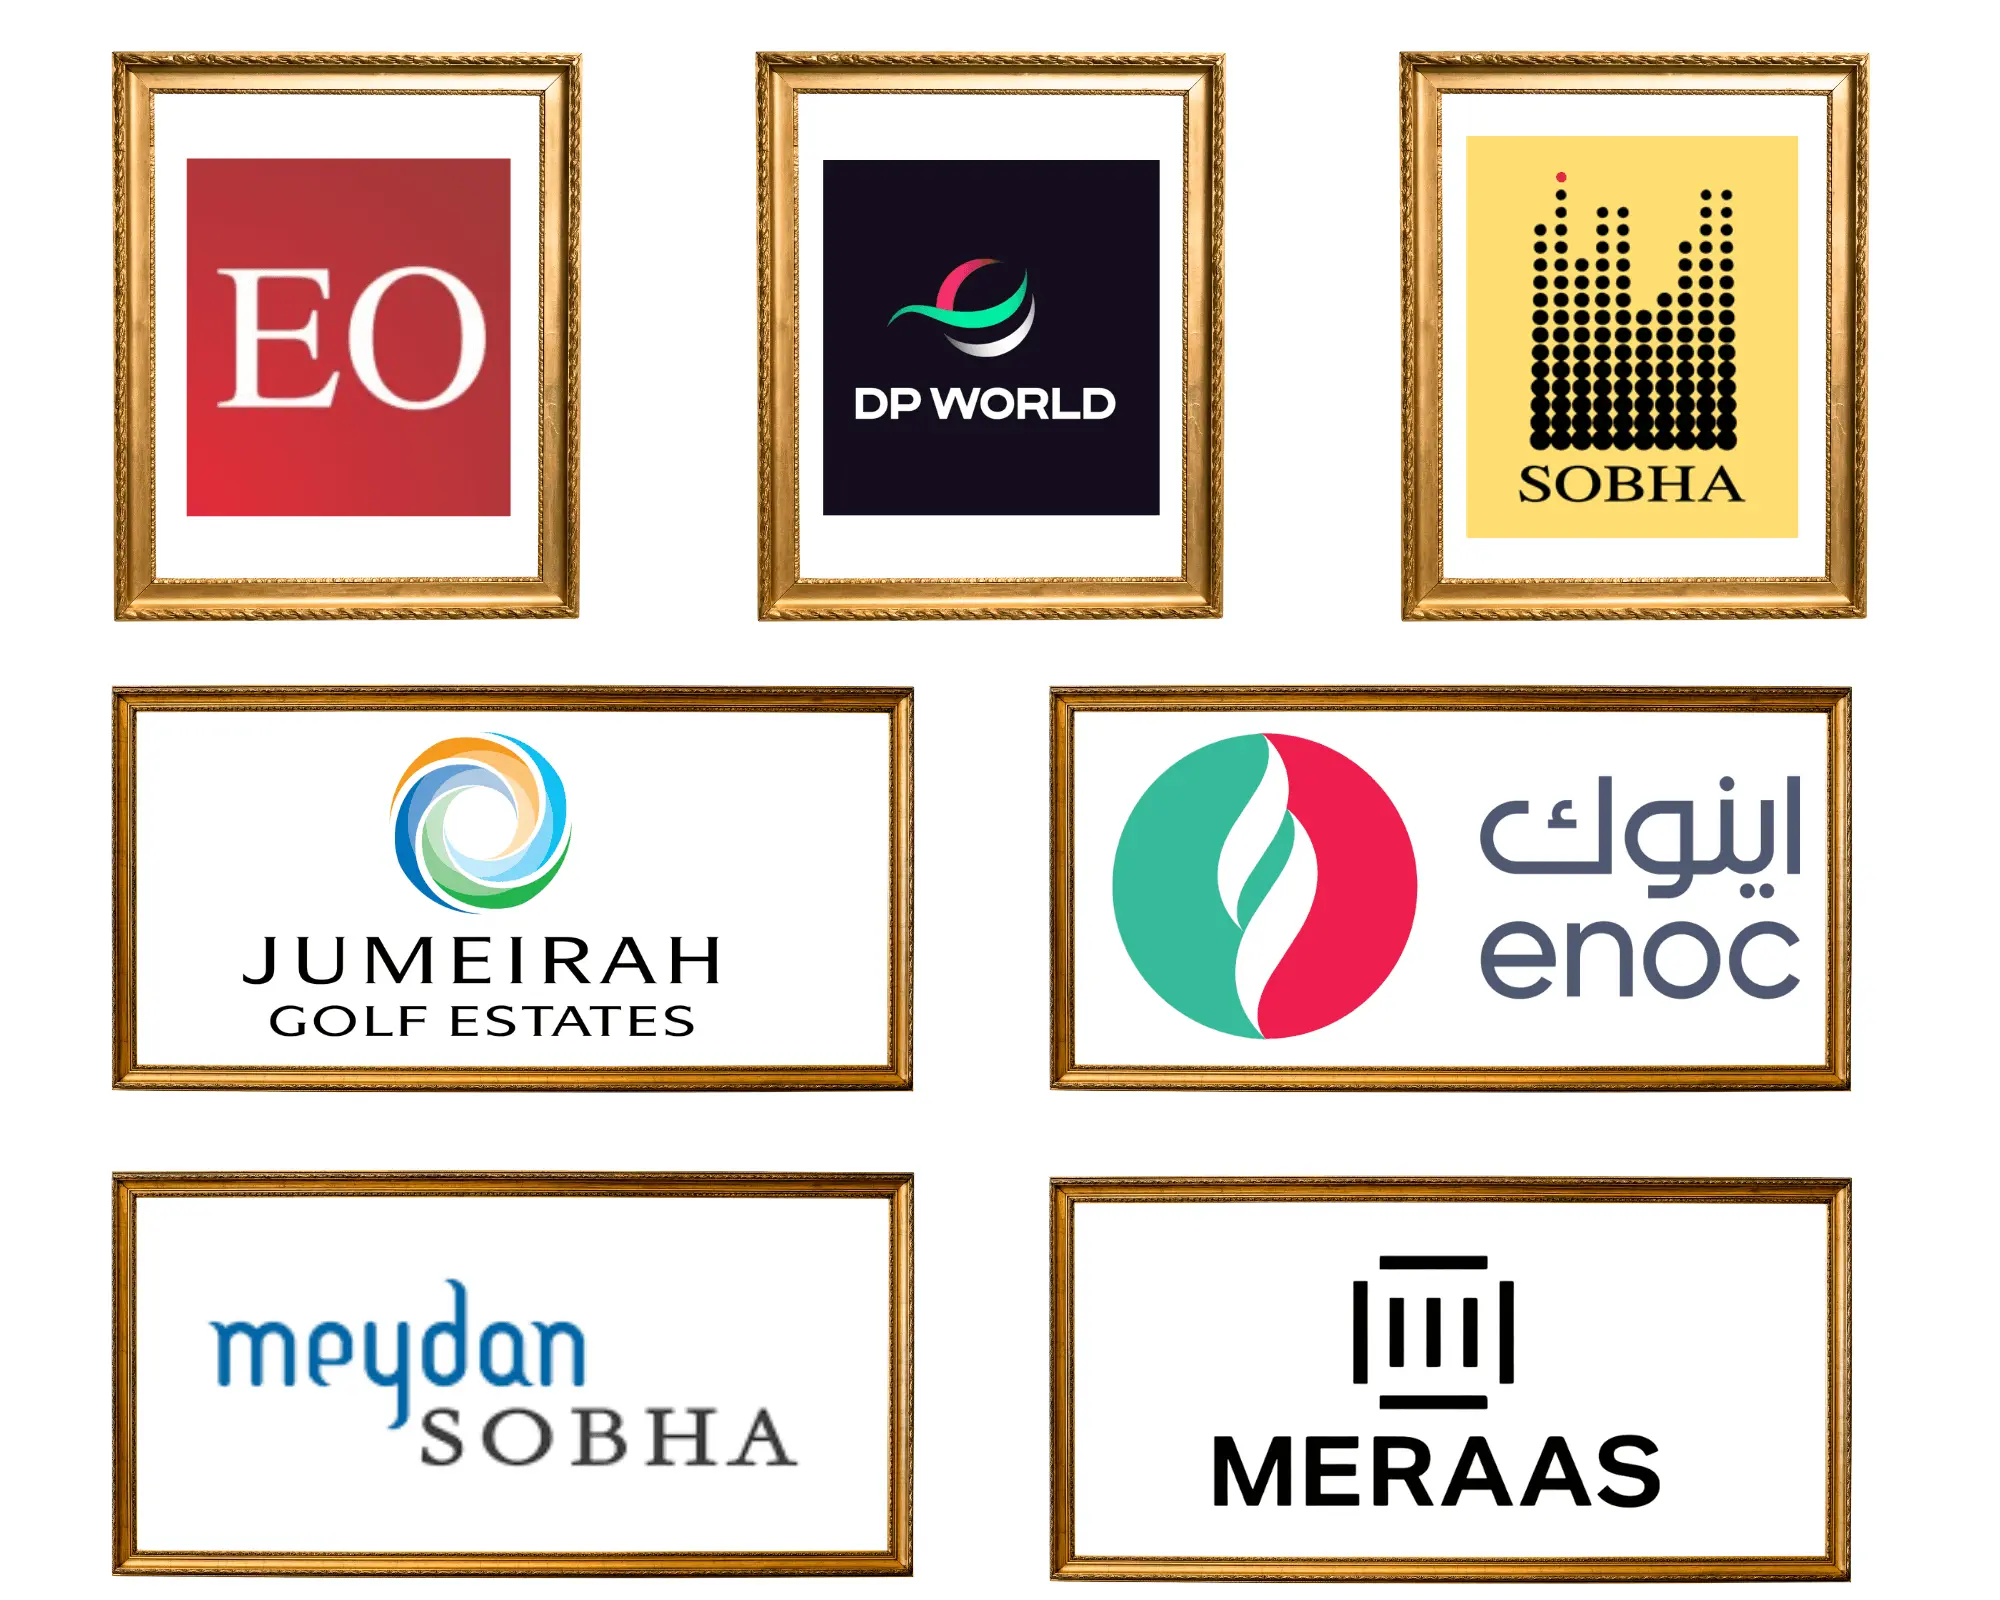 EO
DP WORLD
SOBHA
JUMEIRAH
GOLF ESTATES
اينوك
enoc
meydan
SOBHA
MERAAS